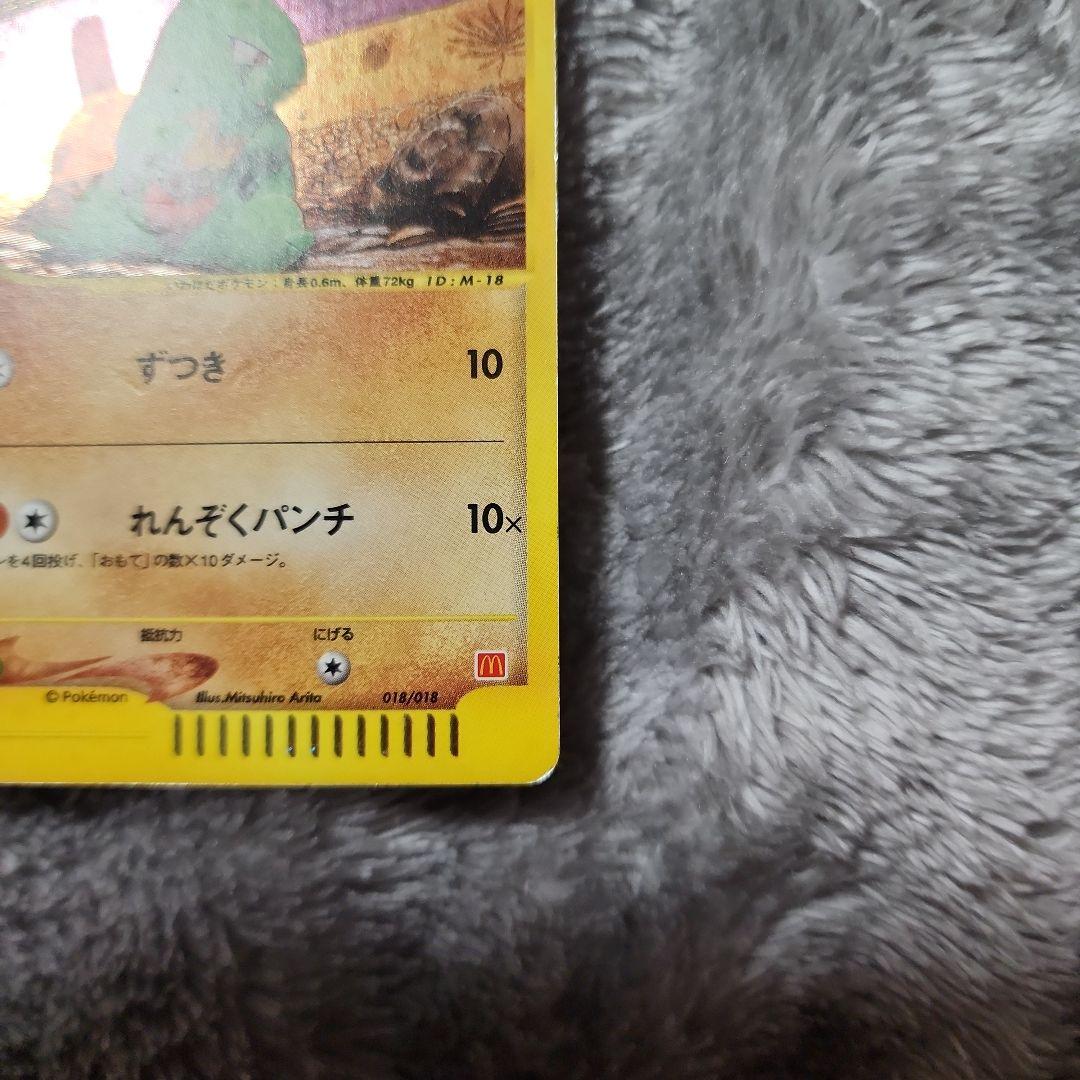 いわはだポケモン:身長0.6m、体重72kg ID:M-18
ずつき 10
れんぞくパンチ 10×
を4回投げ、「おもて」の数×10ダメージ。
抵抗力 にげる
©Pokémon Illus.Mitsuhiro Arita 018/018